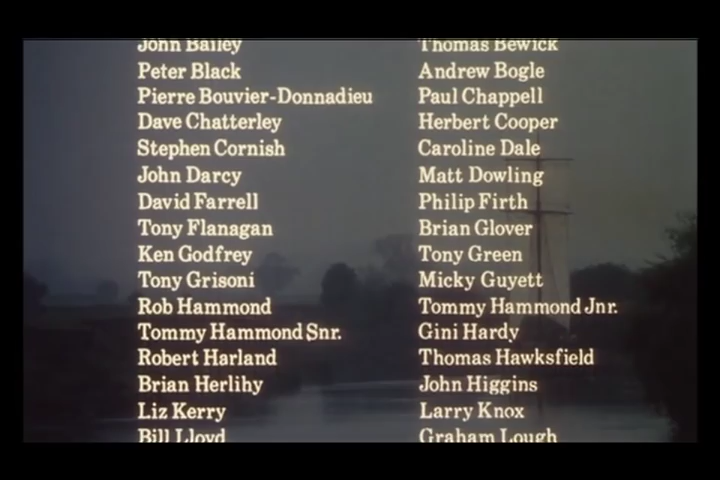 John Bailey Thomas Bewick
Peter Black Andrew Bogle
Pierre Bouvier-Donnadieu Paul Chappell
Dave Chatterley Herbert Cooper
Stephen Cornish Caroline Dale
John Darcy Matt Dowling
David Farrell Philip Firth
Tony Flanagan Brian Glover
Ken Godfrey Tony Green
Tony Grisoni Micky Guyett
Rob Hammond Tommy Hammond Jnr.
Tommy Hammond Snr. Gini Hardy
Robert Harland Thomas Hawksfield
Brian Herlihy John Higgins
Liz Kerry Larry Knox
Bill Lloyd Graham Lough